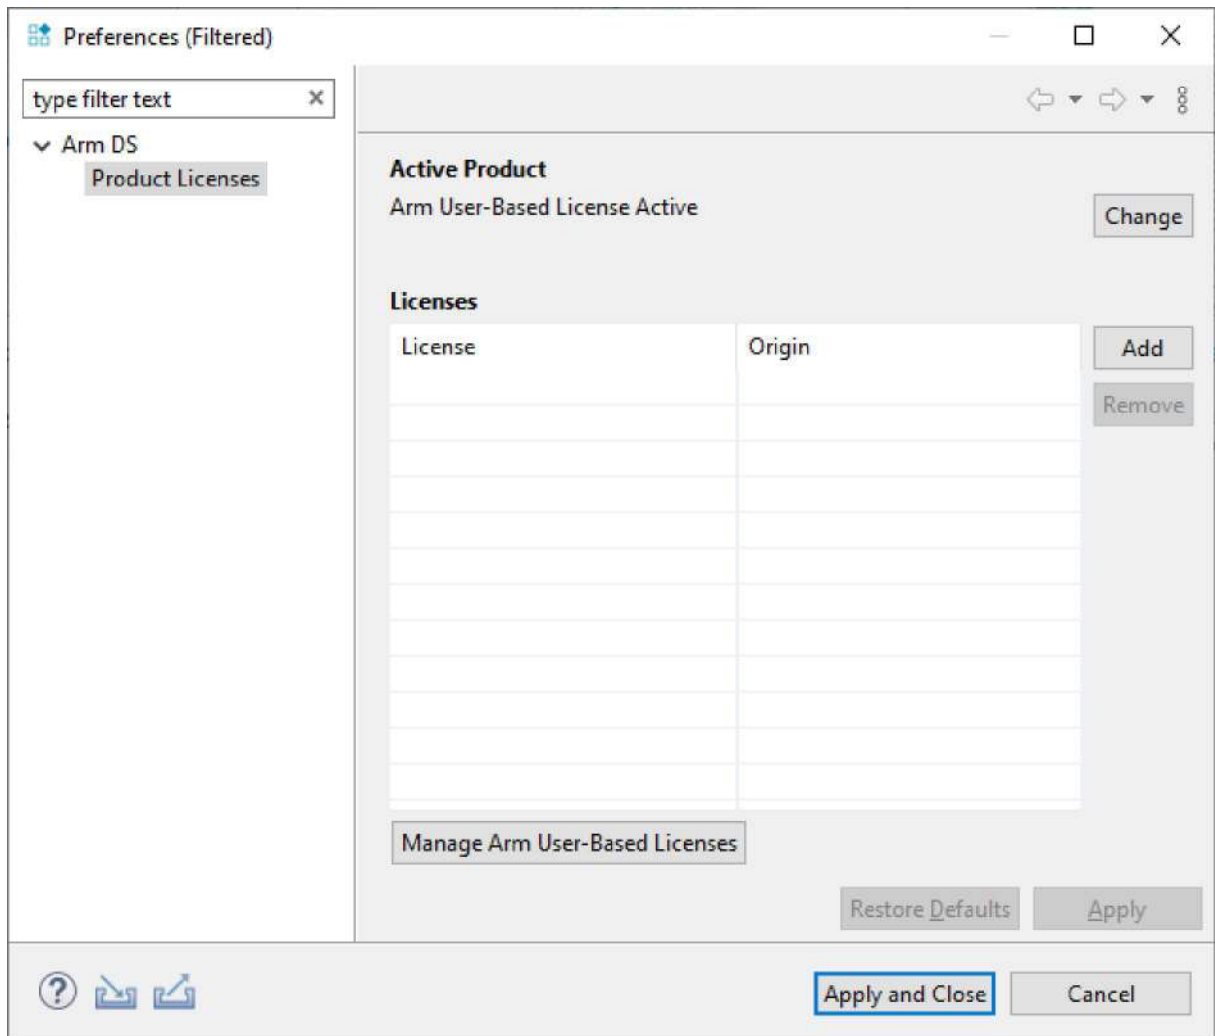 Preferences (Filtered)
type filter text
Arm DS
Product Licenses
Active Product
Arm User-Based License Active
Change
Licenses
License Origin
Add
Remove
Manage Arm User-Based Licenses
Restore Defaults Apply
Apply and Close Cancel